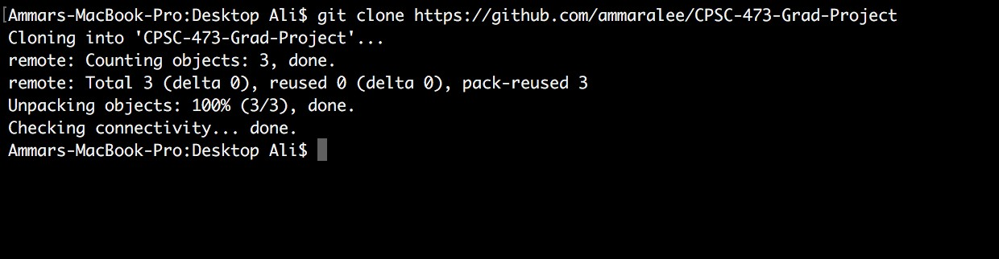 [Ammars-MacBook-Pro:Desktop Ali$ git clone https://github.com/ammaralee/CPSC-473-Grad-Project
Cloning into 'CPSC-473-Grad-Project'...
remote: Counting objects: 3, done.
remote: Total 3 (delta 0), reused 0 (delta 0), pack-reused 3
Unpacking objects: 100% (3/3), done.
Checking connectivity... done.
Ammars-MacBook-Pro:Desktop Ali$